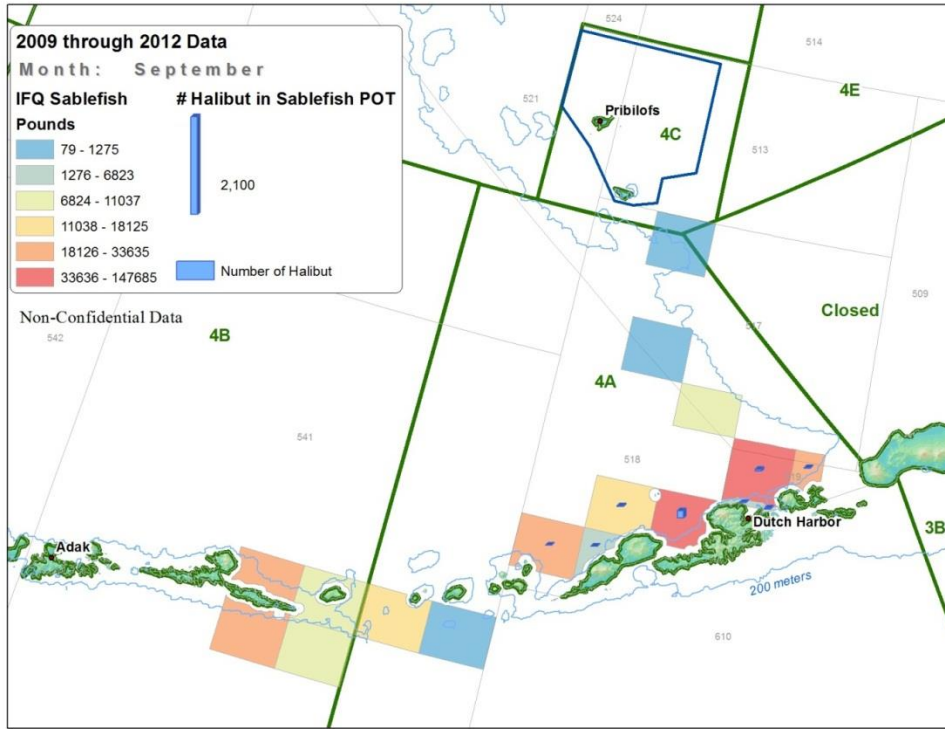 2009 through 2012 Data
Month: September
IFQ Sablefish
Pounds
79 - 1275
1276 - 6823
6824 - 11037
11038 - 18125
18126 - 33635
33636 - 147685
# Halibut in Sablefish POT
2,100
Number of Halibut
Non-Confidential Data
524
514
521
4E
Pribilofs
4C
513
509
Closed
517
542
4B
4A
541
518
519
Dutch Harbor
Adak
3B
200 meters
610